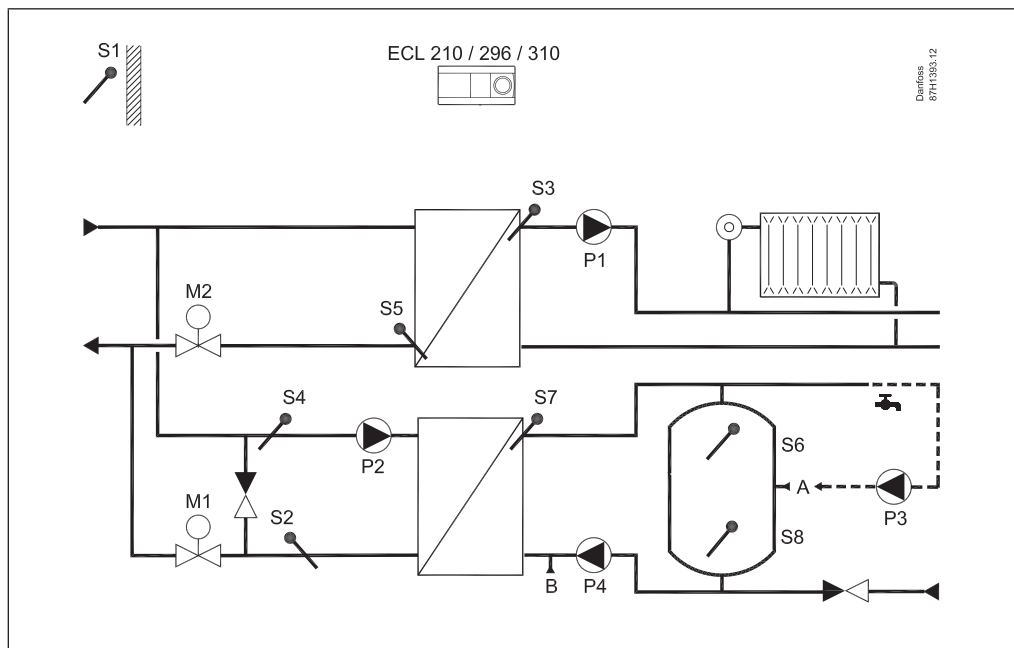 S1
ECL 210 / 296 / 310
Danfoss
87H1393.12
S3
P1
M2
S5
S4
S7
P2
S6
A
P3
M1
S2
S8
B
P4